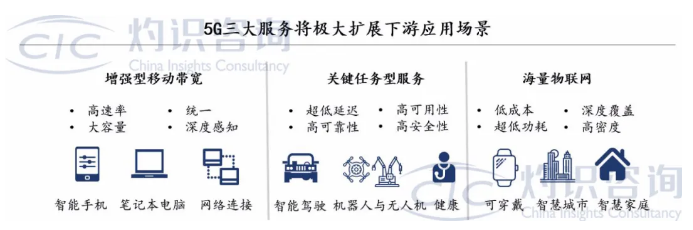 5G三大服务将极大扩展下游应用场景
CIC 灼识咨询
China Insights Consultancy
增强型移动带宽
• 高速率 • 统一
• 大容量 • 深度感知
智能手机 笔记本电脑 网络连接
关键任务型服务
• 超低延迟 • 高可用性
• 高可靠性 • 高安全性
智能驾驶 机器人与无人机 健康
海量物联网
• 低成本 • 深度覆盖
• 超低功耗 • 高密度
可穿戴 智慧城市 智慧家庭
灼识咨询
China Insights Consultancy